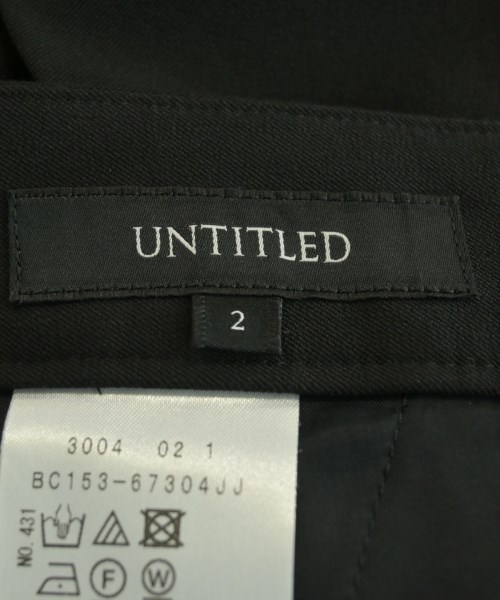 UNTITLED
2
3004 02 1
BC153-67304JJ
NO. 431
F W